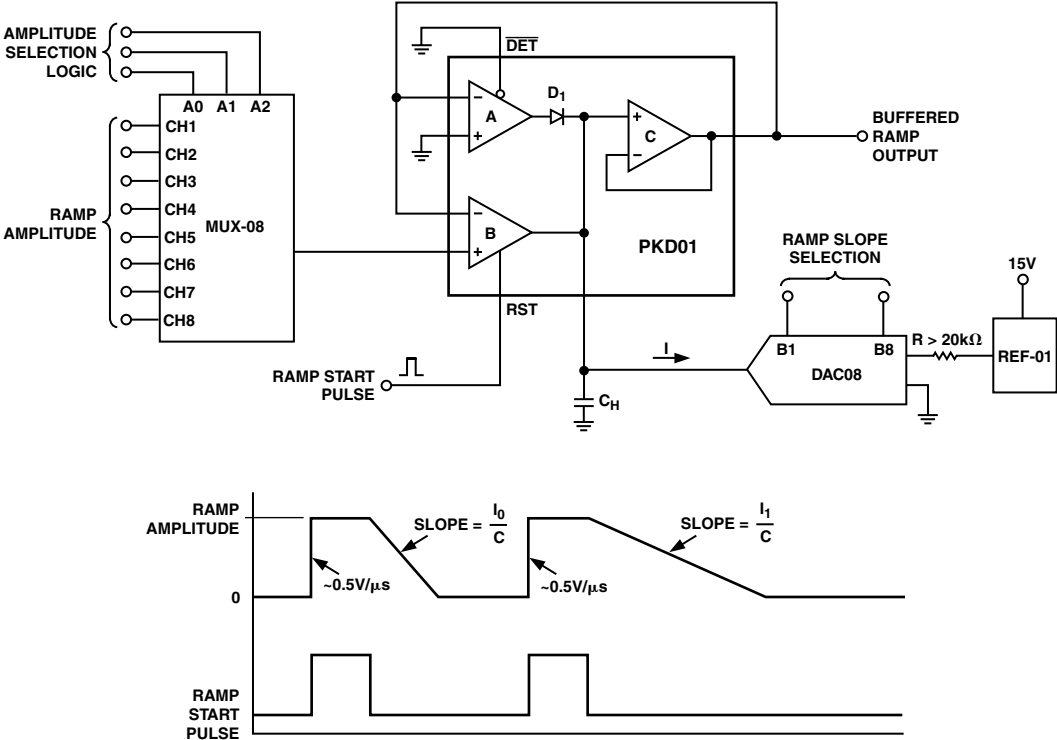 AMPLITUDE
SELECTION
LOGIC
A0 A1 A2
RAMP
AMPLITUDE
CH1
CH2
CH3
CH4
CH5
CH6
CH7
CH8
MUX-08
DET
A
D1
B
C
PKD01
RST
BUFFERED
RAMP
OUTPUT
RAMP START
PULSE
I
CH
RAMP SLOPE
SELECTION
B1 B8
DAC08
R > 20kΩ
15V
REF-01
RAMP
AMPLITUDE
0
~0.5V/μs
SLOPE = I0/C
~0.5V/μs
SLOPE = I1/C
RAMP
START
PULSE